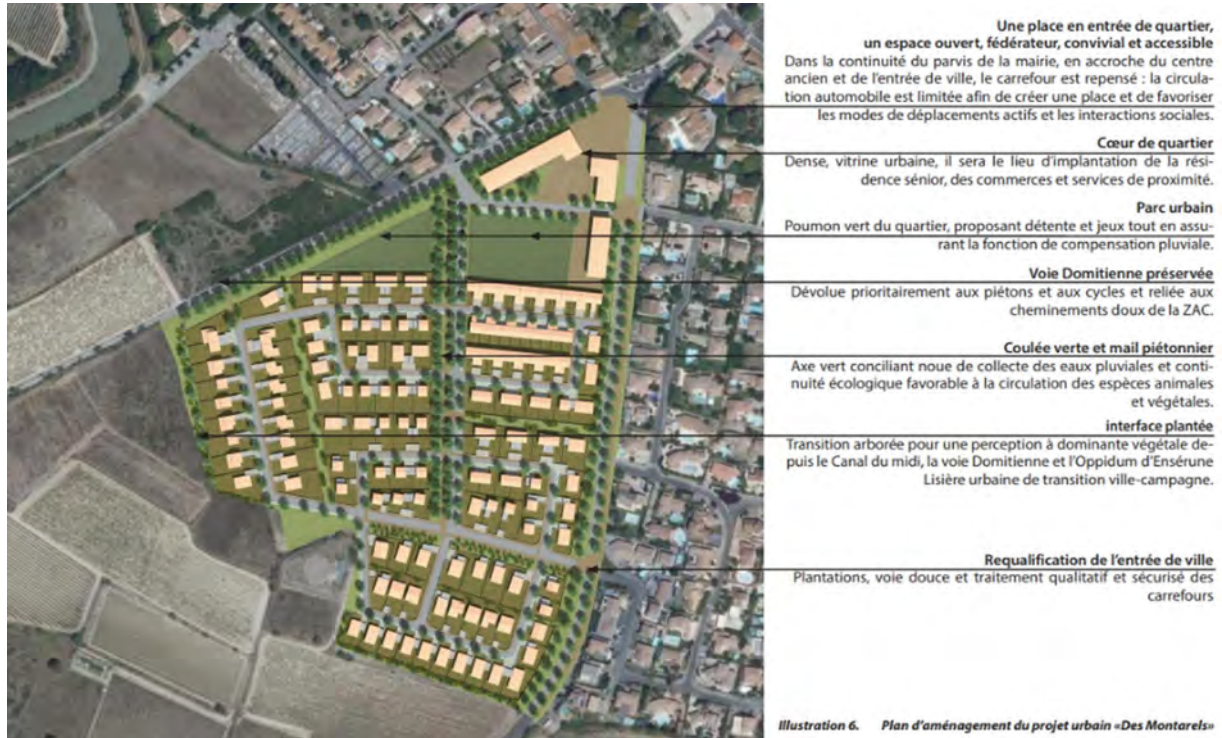 Une place en entrée de quartier,
un espace ouvert, fédérateur, convivial et accessible
Dans la continuité du parvis de la mairie, en accroche du centre
ancien et de l'entrée de ville, le carrefour est repensé : la circula-
tion automobile est limitée afin de créer une place et de favoriser
les modes de déplacements actifs et les interactions sociales.
Cœur de quartier
Dense, vitrine urbaine, il sera le lieu d'implantation de la rési-
dence sénior, des commerces et services de proximité.
Parc urbain
Poumon vert du quartier, proposant détente et jeux tout en assu-
rant la fonction de compensation pluviale.
Voie Domitienne préservée
Dévolue prioritairement aux piétons et aux cycles et reliée aux
cheminements doux de la ZAC.
Coulée verte et mail piétonnier
Axe vert conciliant noue de collecte des eaux pluviales et conti-
nuité écologique favorable à la circulation des espèces animales
et végétales.
interface plantée
Transition arborée pour une perception à dominante végétale de-
puis le Canal du midi, la voie Domitienne et l'Oppidum d'Ensérune
Lisière urbaine de transition ville-campagne.
Requalification de l'entrée de ville
Plantations, voie douce et traitement qualitatif et sécurisé des
carrefours
Illustration 6. Plan d'aménagement du projet urbain «Des Montarels»